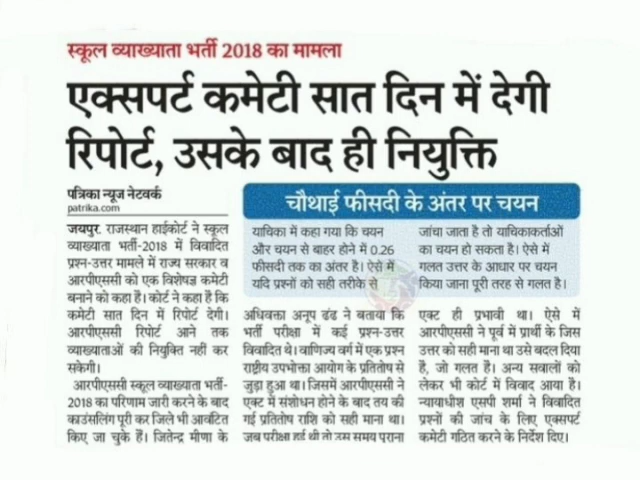 स्कूल व्याख्याता भर्ती 2018 का मामला
एक्सपर्ट कमेटी सात दिन में देगी
रिपोर्ट, उसके बाद ही नियुक्ति
पत्रिका न्यूज नेटवर्क
patrika.com
जयपुर. राजस्थान हाईकोर्ट ने स्कूल
व्याख्याता भर्ती-2018 में विवादित
प्रश्न-उत्तर मामले में राज्य सरकार व
आरपीएससी को एक विशेषज्ञ कमेटी
बनाने को कहा है। कोर्ट ने कहा है कि
कमेटी सात दिन में रिपोर्ट देगी।
आरपीएससी रिपोर्ट आने तक
व्याख्याताओं की नियुक्ति नहीं कर
सकेगी।
आरपीएससी स्कूल व्याख्याता भर्ती-
2018 का परिणाम जारी करने के बाद
काउंसलिंग पूरी कर जिले भी आवंटित
किए जा चुके हैं। जितेन्द्र मीणा के
चौथाई फीसदी के अंतर पर चयन
याचिका में कहा गया कि चयन
और चयन से बाहर होने में 0.26
फीसदी तक का अंतर है। ऐसे में
यदि प्रश्नों को सही तरीके से
जांचा जाता है तो याचिकाकर्ताओं
का चयन हो सकता है। ऐसे में
गलत उत्तर के आधार पर चयन
किया जाना पूरी तरह से गलत है।
अधिवक्ता अनूप ढंढ ने बताया कि
भर्ती परीक्षा में कई प्रश्न-उत्तर
विवादित थे। वाणिज्य वर्ग में एक प्रश्न
राष्ट्रीय उपभोक्ता आयोग के प्रतितोष से
जुड़ा हुआ था। जिसमें आरपीएससी ने
एक्ट में संशोधन होने के बाद तय की
गई प्रतितोष राशि को सही माना था।
जब परीक्षा हुई थी तो उस समय पुराना
एक्ट ही प्रभावी था। ऐसे में
आरपीएससी ने पूर्व में प्रार्थी के जिस
उत्तर को सही माना था उसे बदल दिया
है, जो गलत है। अन्य सवालों को
लेकर भी कोर्ट में विवाद आया है।
न्यायाधीश एसपी शर्मा ने विवादित
प्रश्नों की जांच के लिए एक्सपर्ट
कमेटी गठित करने के निर्देश दिए।